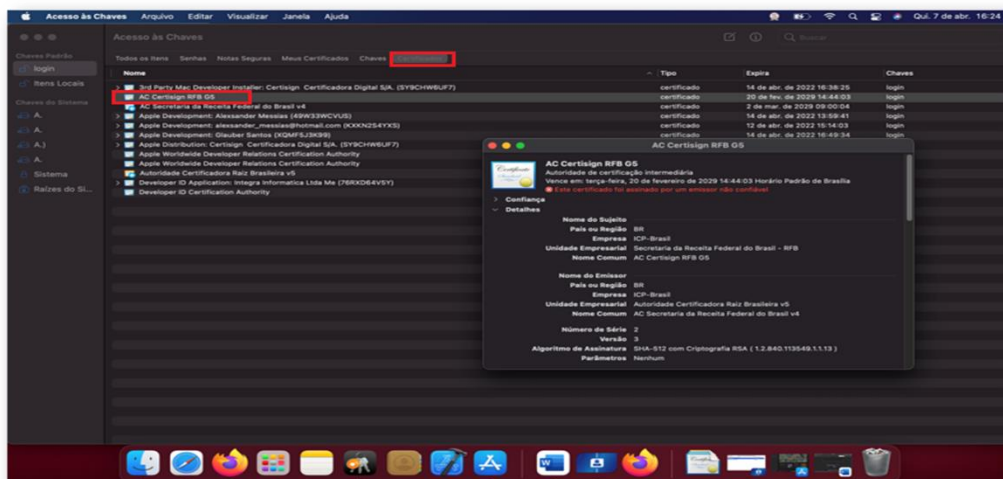 Acesso às Chaves Arquivo Editar Visualizar Janela Ajuda Qui. 7 de abr. 16:24
Acesso às Chaves Buscar
Chaves Padrão
login
Itens Locais
Chaves do Sistema
A.
A.
A.)
A.
Sistema
Raízes do Si...
Todos os Itens Senhas Notas Seguras Meus Certificados Chaves Certificados
Nome Tipo Expira Chaves
3rd Party Mac Developer Installer: Certisign Certificadora Digital S/A. (SY9CHW6UF7) certificado 14 de abr. de 2022 16:38:25 login
AC Certisign RFB G5 certificado 20 de fev. de 2029 14:44:03 login
AC Secretaria da Receita Federal do Brasil v4 certificado 2 de mar. de 2029 09:00:04 login
Apple Development: Alessander Messias (49W33WCVUS) certificado 14 de abr. de 2022 13:59:41 login
Apple Development: alexsander_messias@hotmail.com (KXKN2S4YXS) certificado 12 de abr. de 2022 15:14:03 login
Apple Development: Glauber Santos (XQMF5J3K99) certificado 14 de abr. de 2022 16:49:34 login
Apple Distribution: Certisign Certificadora Digital S/A. (SY9CHW6UF7)
Apple Worldwide Developer Relations Certification Authority
Apple Worldwide Developer Relations Certification Authority
Autoridade Certificadora Raiz Brasileira v5
Developer ID Application: Integra Informatica Ltda Me (76RXD64V5Y)
Developer ID Certification Authority
AC Certisign RFB G5
AC Certisign RFB G5
Autoridade de certificação intermediária
Vence em: terça-feira, 20 de fevereiro de 2029 14:44:03 Horário Padrão de Brasília
Este certificado foi assinado por um emissor não confiável
Confiança
Detalhes
Nome do Sujeito
País ou Região BR
Empresa ICP-Brasil
Unidade Empresarial Secretaria da Receita Federal do Brasil - RFB
Nome Comum AC Certisign RFB G5
Nome do Emissor
País ou Região BR
Empresa ICP-Brasil
Unidade Empresarial Autoridade Certificadora Raiz Brasileira v5
Nome Comum AC Secretaria da Receita Federal do Brasil v4
Número de Série 2
Versão 3
Algoritmo de Assinatura SHA-512 com Criptografia RSA ( 1.2.840.113549.1.1.13 )
Parâmetros Nenhum